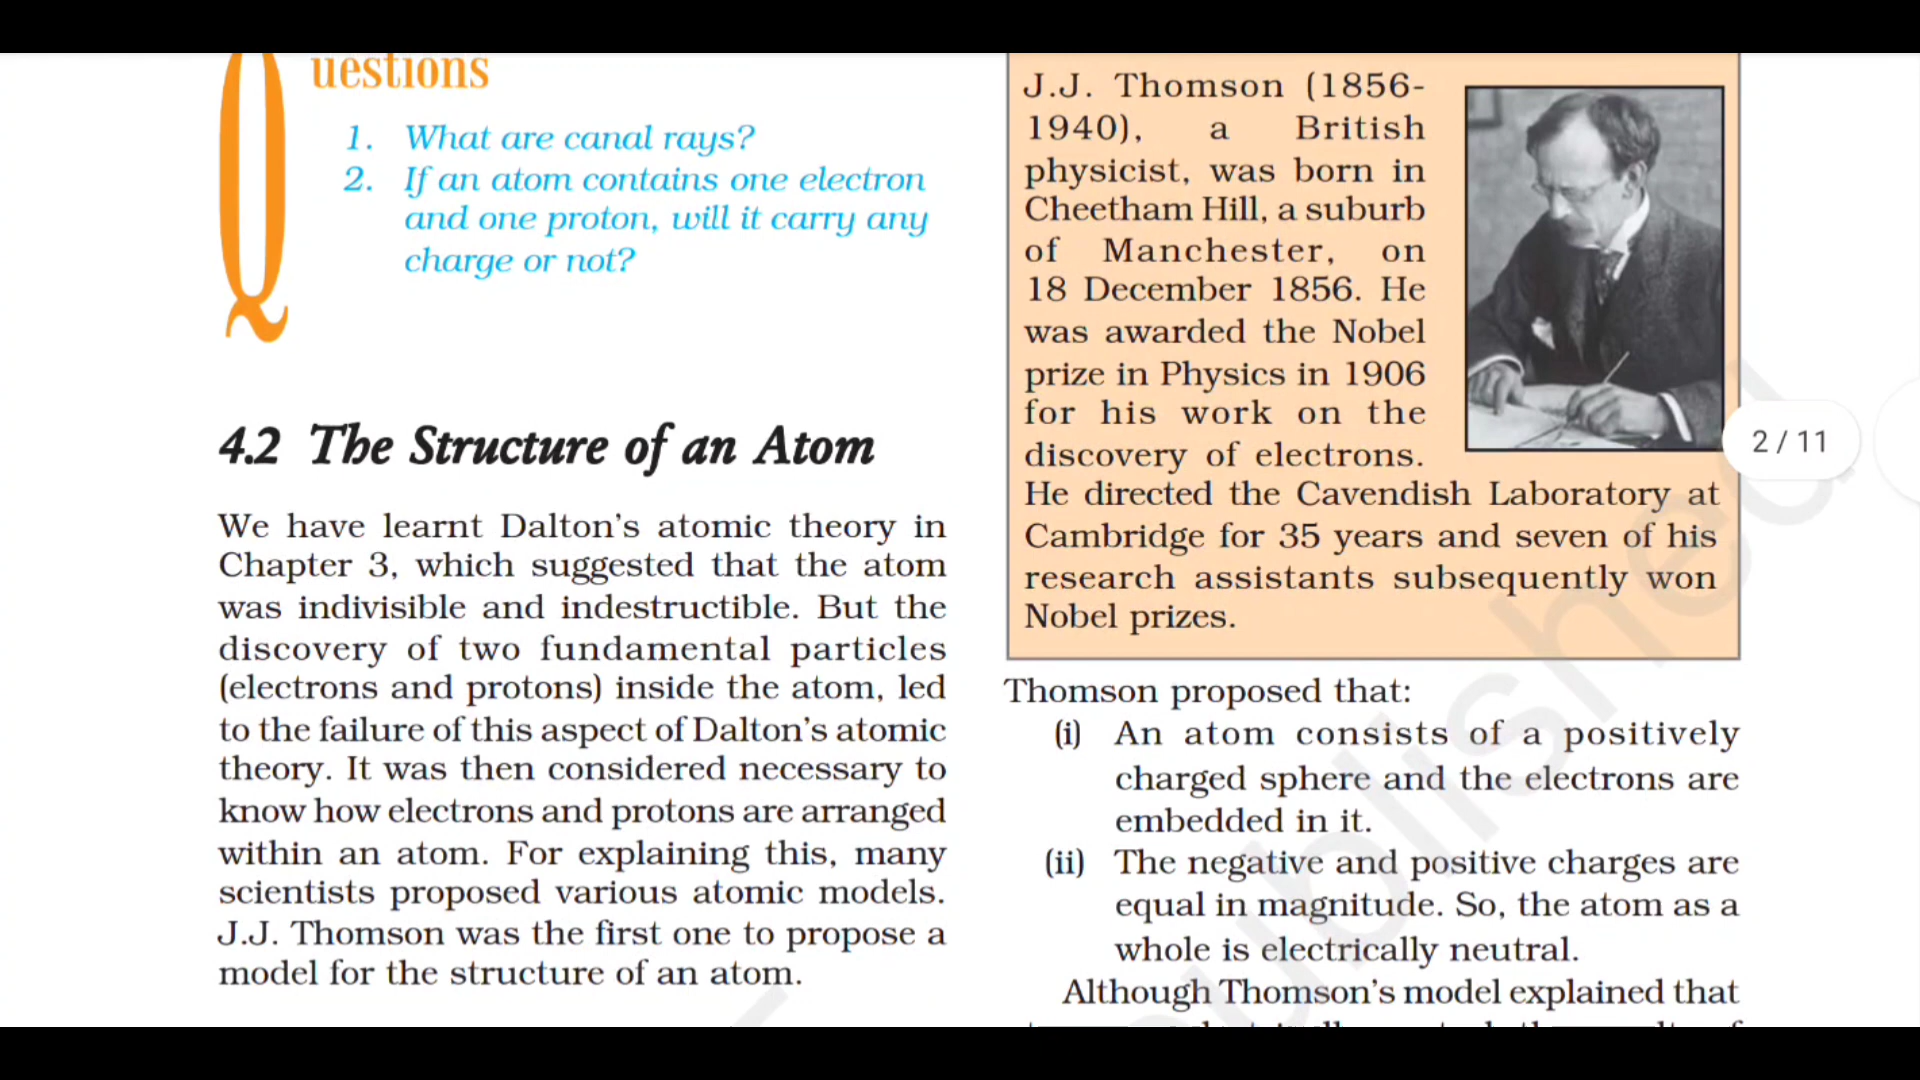 Questions
1. What are canal rays?
2. If an atom contains one electron
and one proton, will it carry any
charge or not?
4.2 The Structure of an Atom
We have learnt Dalton’s atomic theory in
Chapter 3, which suggested that the atom
was indivisible and indestructible. But the
discovery of two fundamental particles
(electrons and protons) inside the atom, led
to the failure of this aspect of Dalton’s atomic
theory. It was then considered necessary to
know how electrons and protons are arranged
within an atom. For explaining this, many
scientists proposed various atomic models.
J.J. Thomson was the first one to propose a
model for the structure of an atom.
J.J. Thomson (1856-
1940), a British
physicist, was born in
Cheetham Hill, a suburb
of Manchester, on
18 December 1856. He
was awarded the Nobel
prize in Physics in 1906
for his work on the
discovery of electrons.
He directed the Cavendish Laboratory at
Cambridge for 35 years and seven of his
research assistants subsequently won
Nobel prizes.
2 / 11
Thomson proposed that:
(i) An atom consists of a positively
charged sphere and the electrons are
embedded in it.
(ii) The negative and positive charges are
equal in magnitude. So, the atom as a
whole is electrically neutral.
Although Thomson’s model explained that